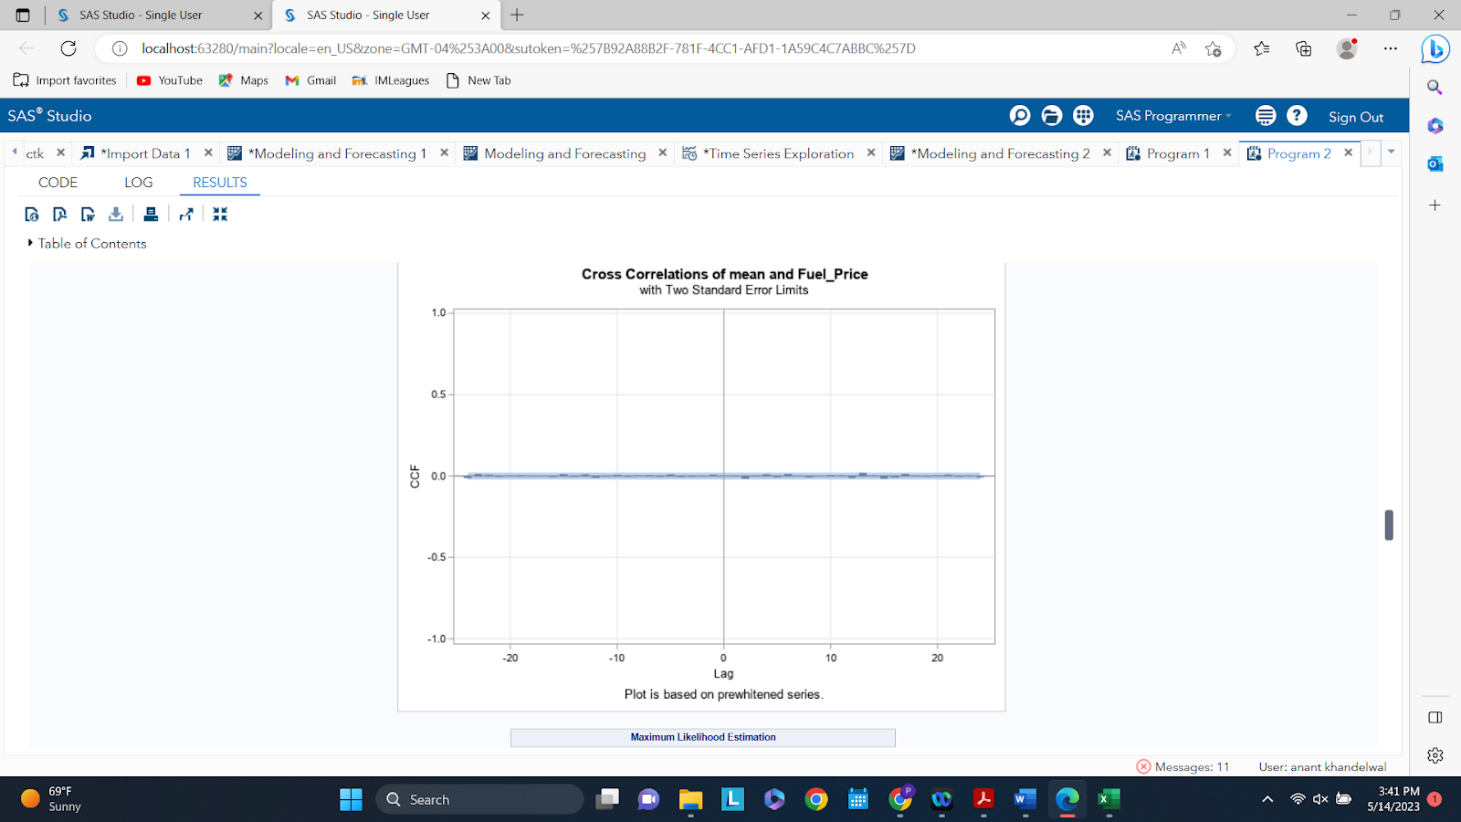 SAS Studio - Single User
SAS Studio - Single User
localhost:63280/main?locale=en_US&zone=GMT-04%253A00&sutoken=%257B92A88B2F-781F-4CC1-AFD1-1A59C4C7ABBC%257D
Import favorites YouTube Maps Gmail IMLeagues New Tab
SAS® Studio SAS Programmer Sign Out
ctk *Import Data 1 *Modeling and Forecasting 1 Modeling and Forecasting *Time Series Exploration *Modeling and Forecasting 2 Program 1 Program 2
CODE LOG RESULTS
Table of Contents
Cross Correlations of mean and Fuel_Price
with Two Standard Error Limits
1.0
0.5
0.0
-0.5
-1.0
CCF
-20 -10 0 10 20
Lag
Plot is based on prewhitened series.
Maximum Likelihood Estimation
Messages: 11 User: anant khandelwal
69°F
Sunny
Search
3:41 PM
5/14/2023
1